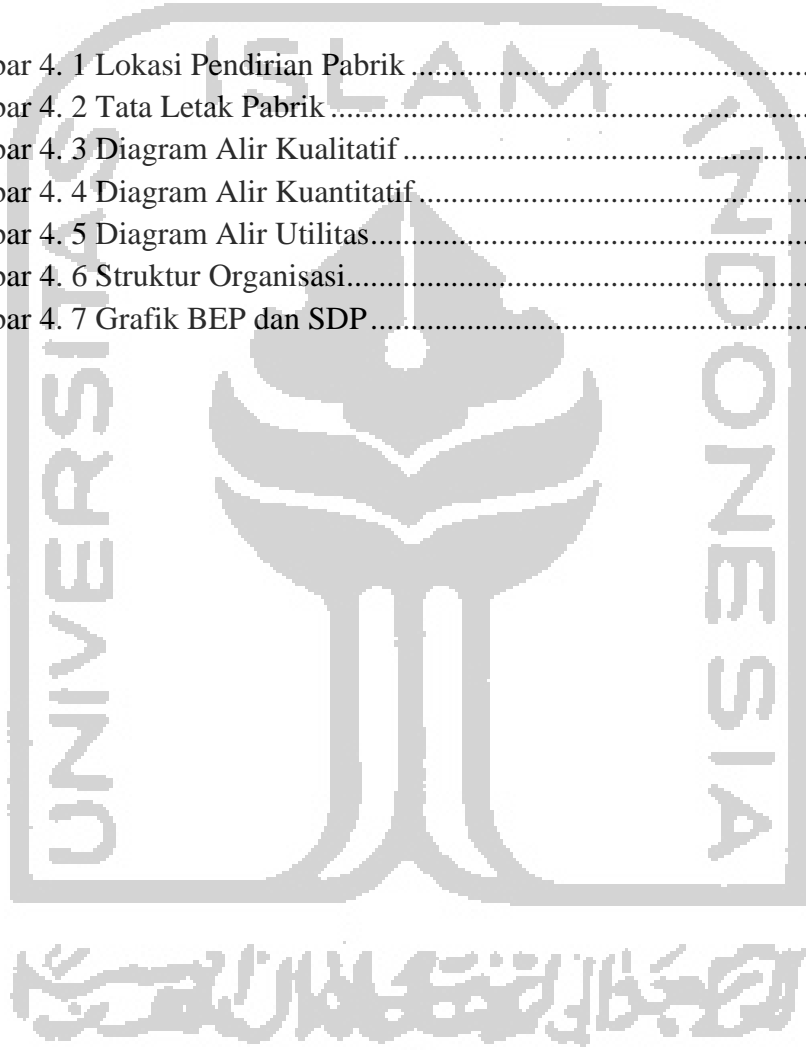 ISLAM
bar 4. 1 Lokasi Pendirian Pabrik ....................................................................
bar 4. 2 Tata Letak Pabrik ....................................................................
bar 4. 3 Diagram Alir Kualitatif ....................................................................
bar 4. 4 Diagram Alir Kuantitatif ....................................................................
bar 4. 5 Diagram Alir Utilitas....................................................................
bar 4. 6 Struktur Organisasi....................................................................
bar 4. 7 Grafik BEP dan SDP ....................................................................
UNIVERSITAS
INDONESIA